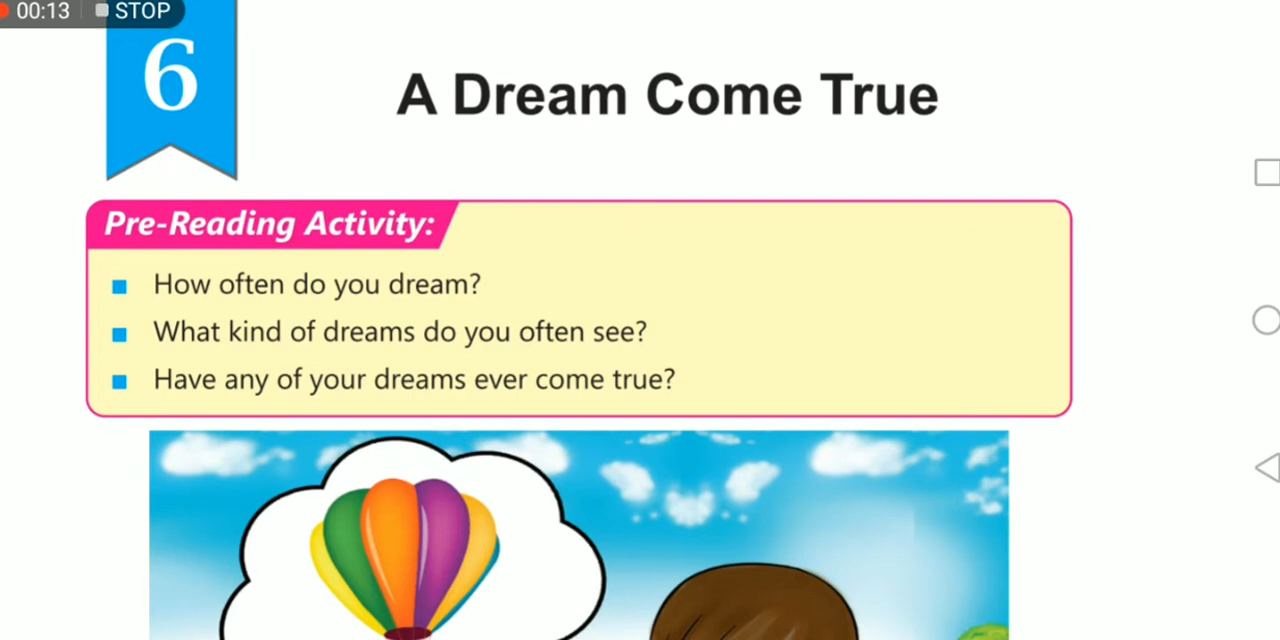 00:13 STOP
6
A Dream Come True
Pre-Reading Activity:
How often do you dream?
What kind of dreams do you often see?
Have any of your dreams ever come true?